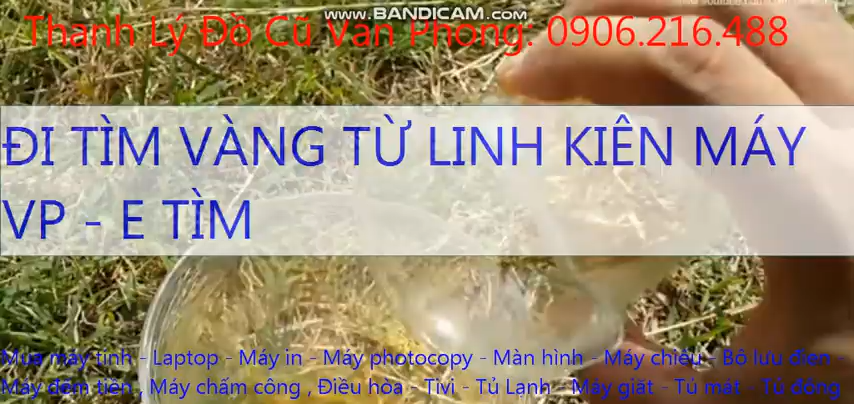 WWW.BANDICAM.COM
Thanh Lý Đồ Cũ Văn Phòng: 0906.216.488
ĐI TÌM VÀNG TỪ LINH KIÊN MÁY
VP - E TÌM
Mua máy tính - Laptop - Máy in - Máy photocopy - Màn hình - Máy chiếu - Bộ lưu điện -
Máy đếm tiền , Máy chấm công , Điều hòa - Tivi - Tủ Lạnh - Máy giặt - Tủ mát - Tủ đông